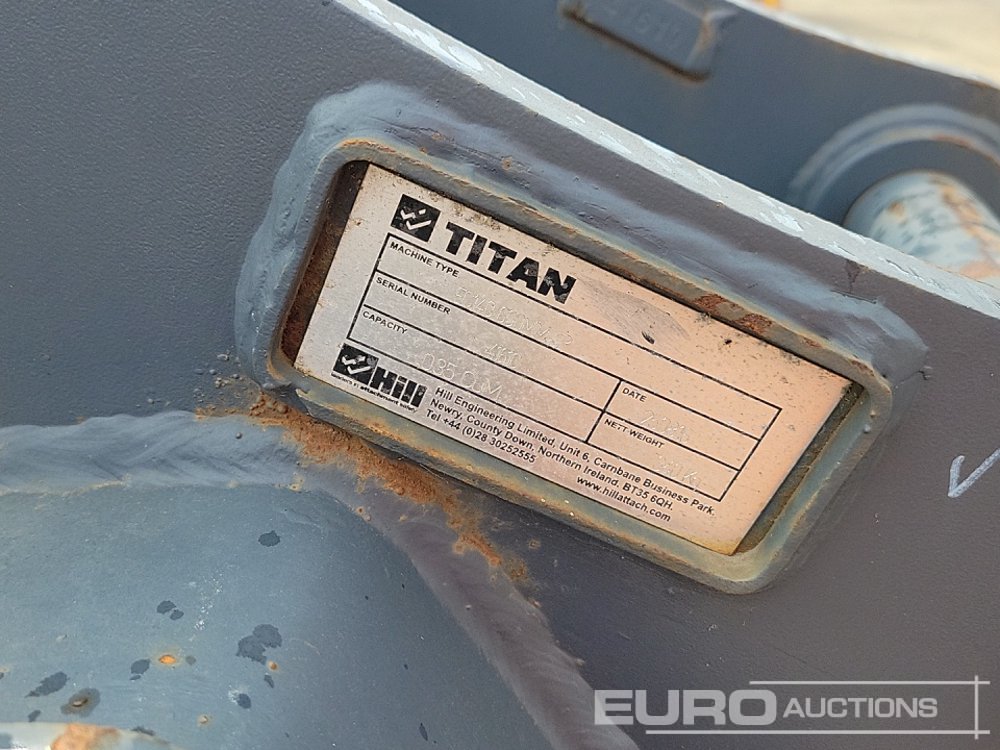 TITAN
MACHINE TYPE
SERIAL NUMBER
CAPACITY
DATE
NETT WEIGHT
Hill
Hill Engineering Limited, Unit 6, Carnbane Business Park,
Newry, County Down, Northern Ireland. BT35 6QH.
Tel +44 (0)28 30252555
www.hillattach.com
EURO AUCTIONS